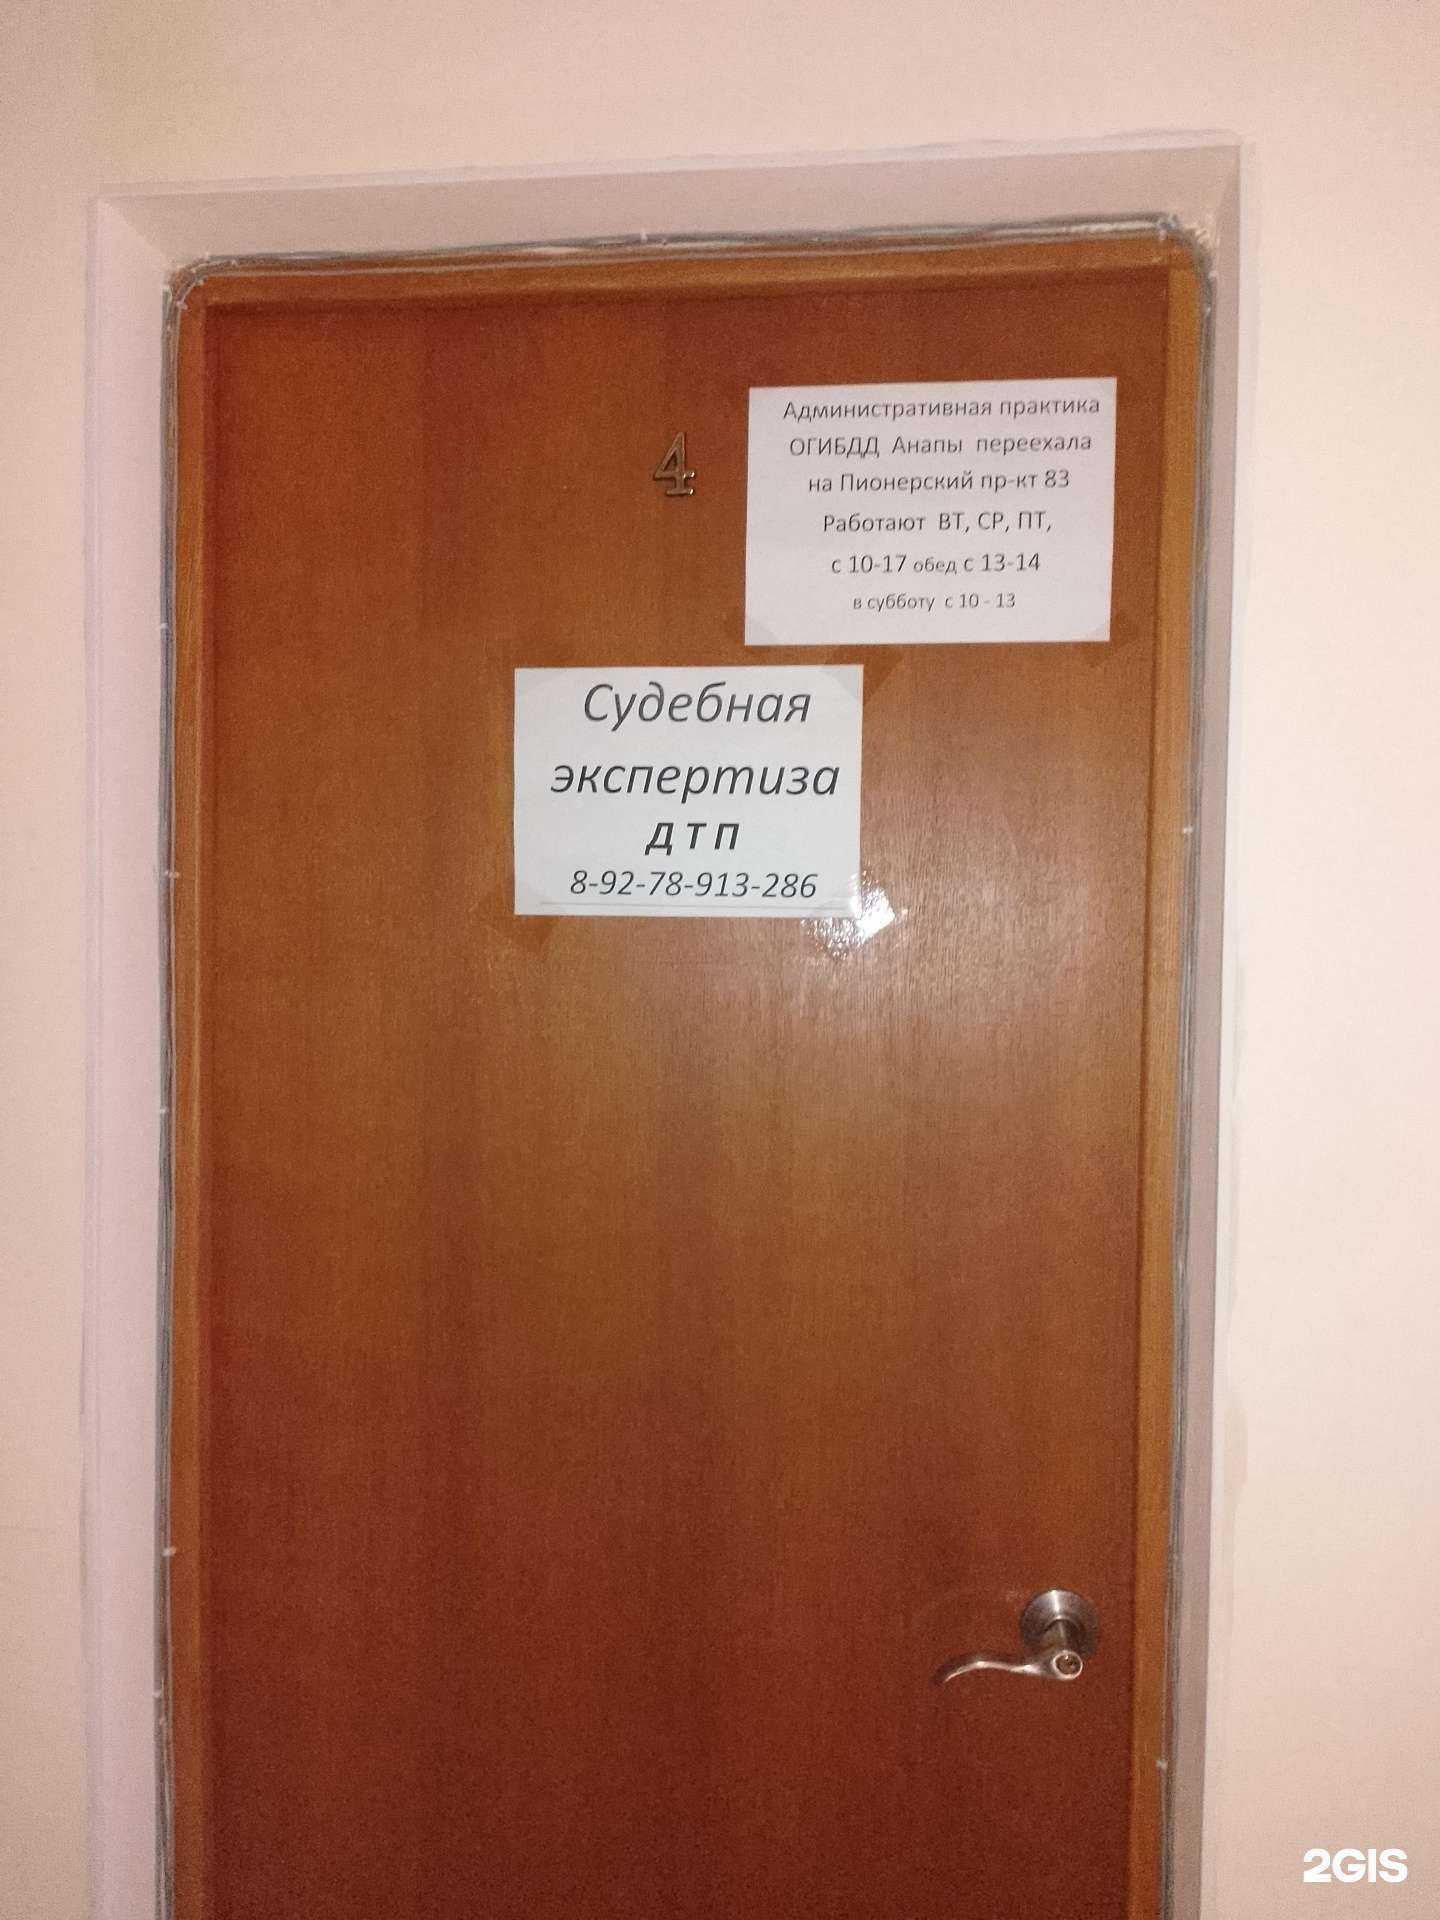 4
Административная практика
ОГИБДД Анапы переехала
на Пионерский пр-кт 83
Работают ВТ, СР, ПТ,
с 10-17 обед с 13-14
в субботу с 10 - 13
Судебная
экспертиза
дтп
8-92-78-913-286
2GIS